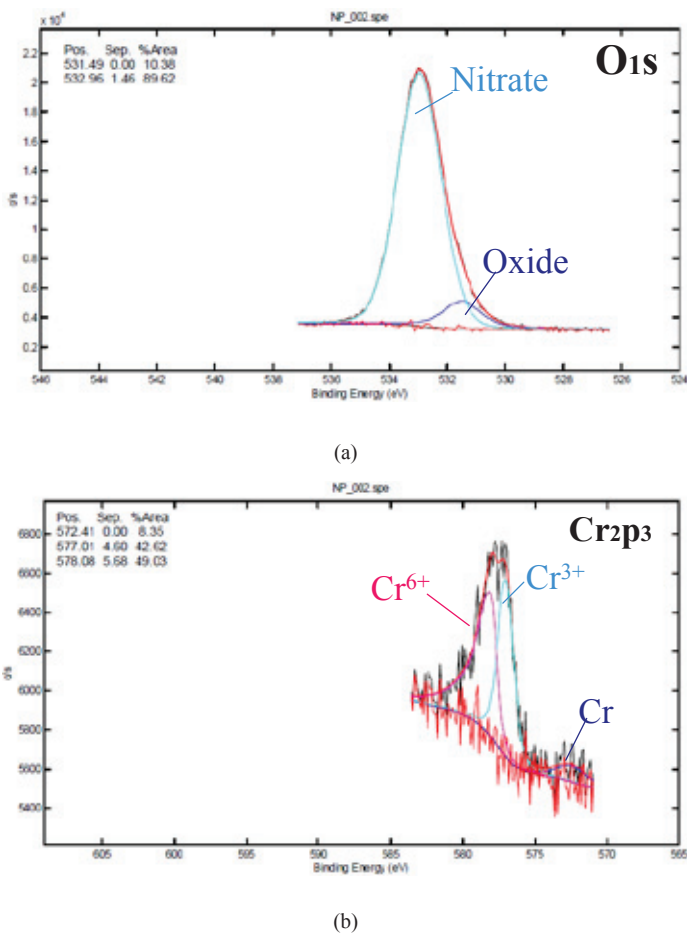 NP_002.spe
x 10⁴
Pos. Sep. %Area
531.49 0.00 10.38
532.96 1.46 89.62
O1s
Nitrate
Oxide
2.2
2
1.8
1.6
1.4
1.2
1
0.8
0.6
0.4
0.2
c/s
546 544 542 540 538 536 534 532 530 528 526 524
Binding Energy (eV)
(a)
NP_002.spe
Pos. Sep. %Area
572.41 0.00 8.35
577.01 4.60 42.62
578.08 5.68 49.03
Cr2p3
Cr6+
Cr3+
Cr
6800
6600
6400
6200
6000
5800
5600
5400
c/s
605 600 595 590 585 580 575 570 565
Binding Energy (eV)
(b)